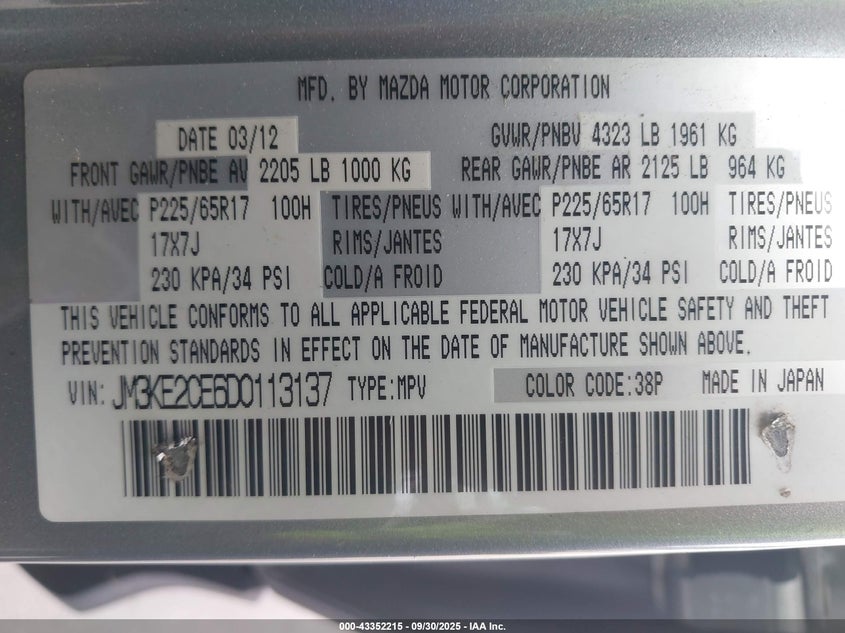 MFD. BY MAZDA MOTOR CORPORATION
DATE 03/12 GVWR/PNBV 4323 LB 1961 KG
FRONT GAWR/PNBE AV 2205 LB 1000 KG REAR GAWR/PNBE AR 2125 LB 964 KG
WITH/AVEC P225/65R17 100H TIRES/PNEUS WITH/AVEC P225/65R17 100H TIRES/PNEUS
17X7J RIMS/JANTES 17X7J RIMS/JANTES
230 KPA/34 PSI COLD/A FROID 230 KPA/34 PSI COLD/A FROID
THIS VEHICLE CONFORMS TO ALL APPLICABLE FEDERAL MOTOR VEHICLE SAFETY AND THEFT
PREVENTION STANDARDS IN EFFECT ON THE DATE OF MANUFACTURE SHOWN ABOVE.
VIN: JM3KE2CE6D0113137 TYPE:MPV COLOR CODE:38P MADE IN JAPAN
000-43352215 - 09/30/2025 - IAA Inc.